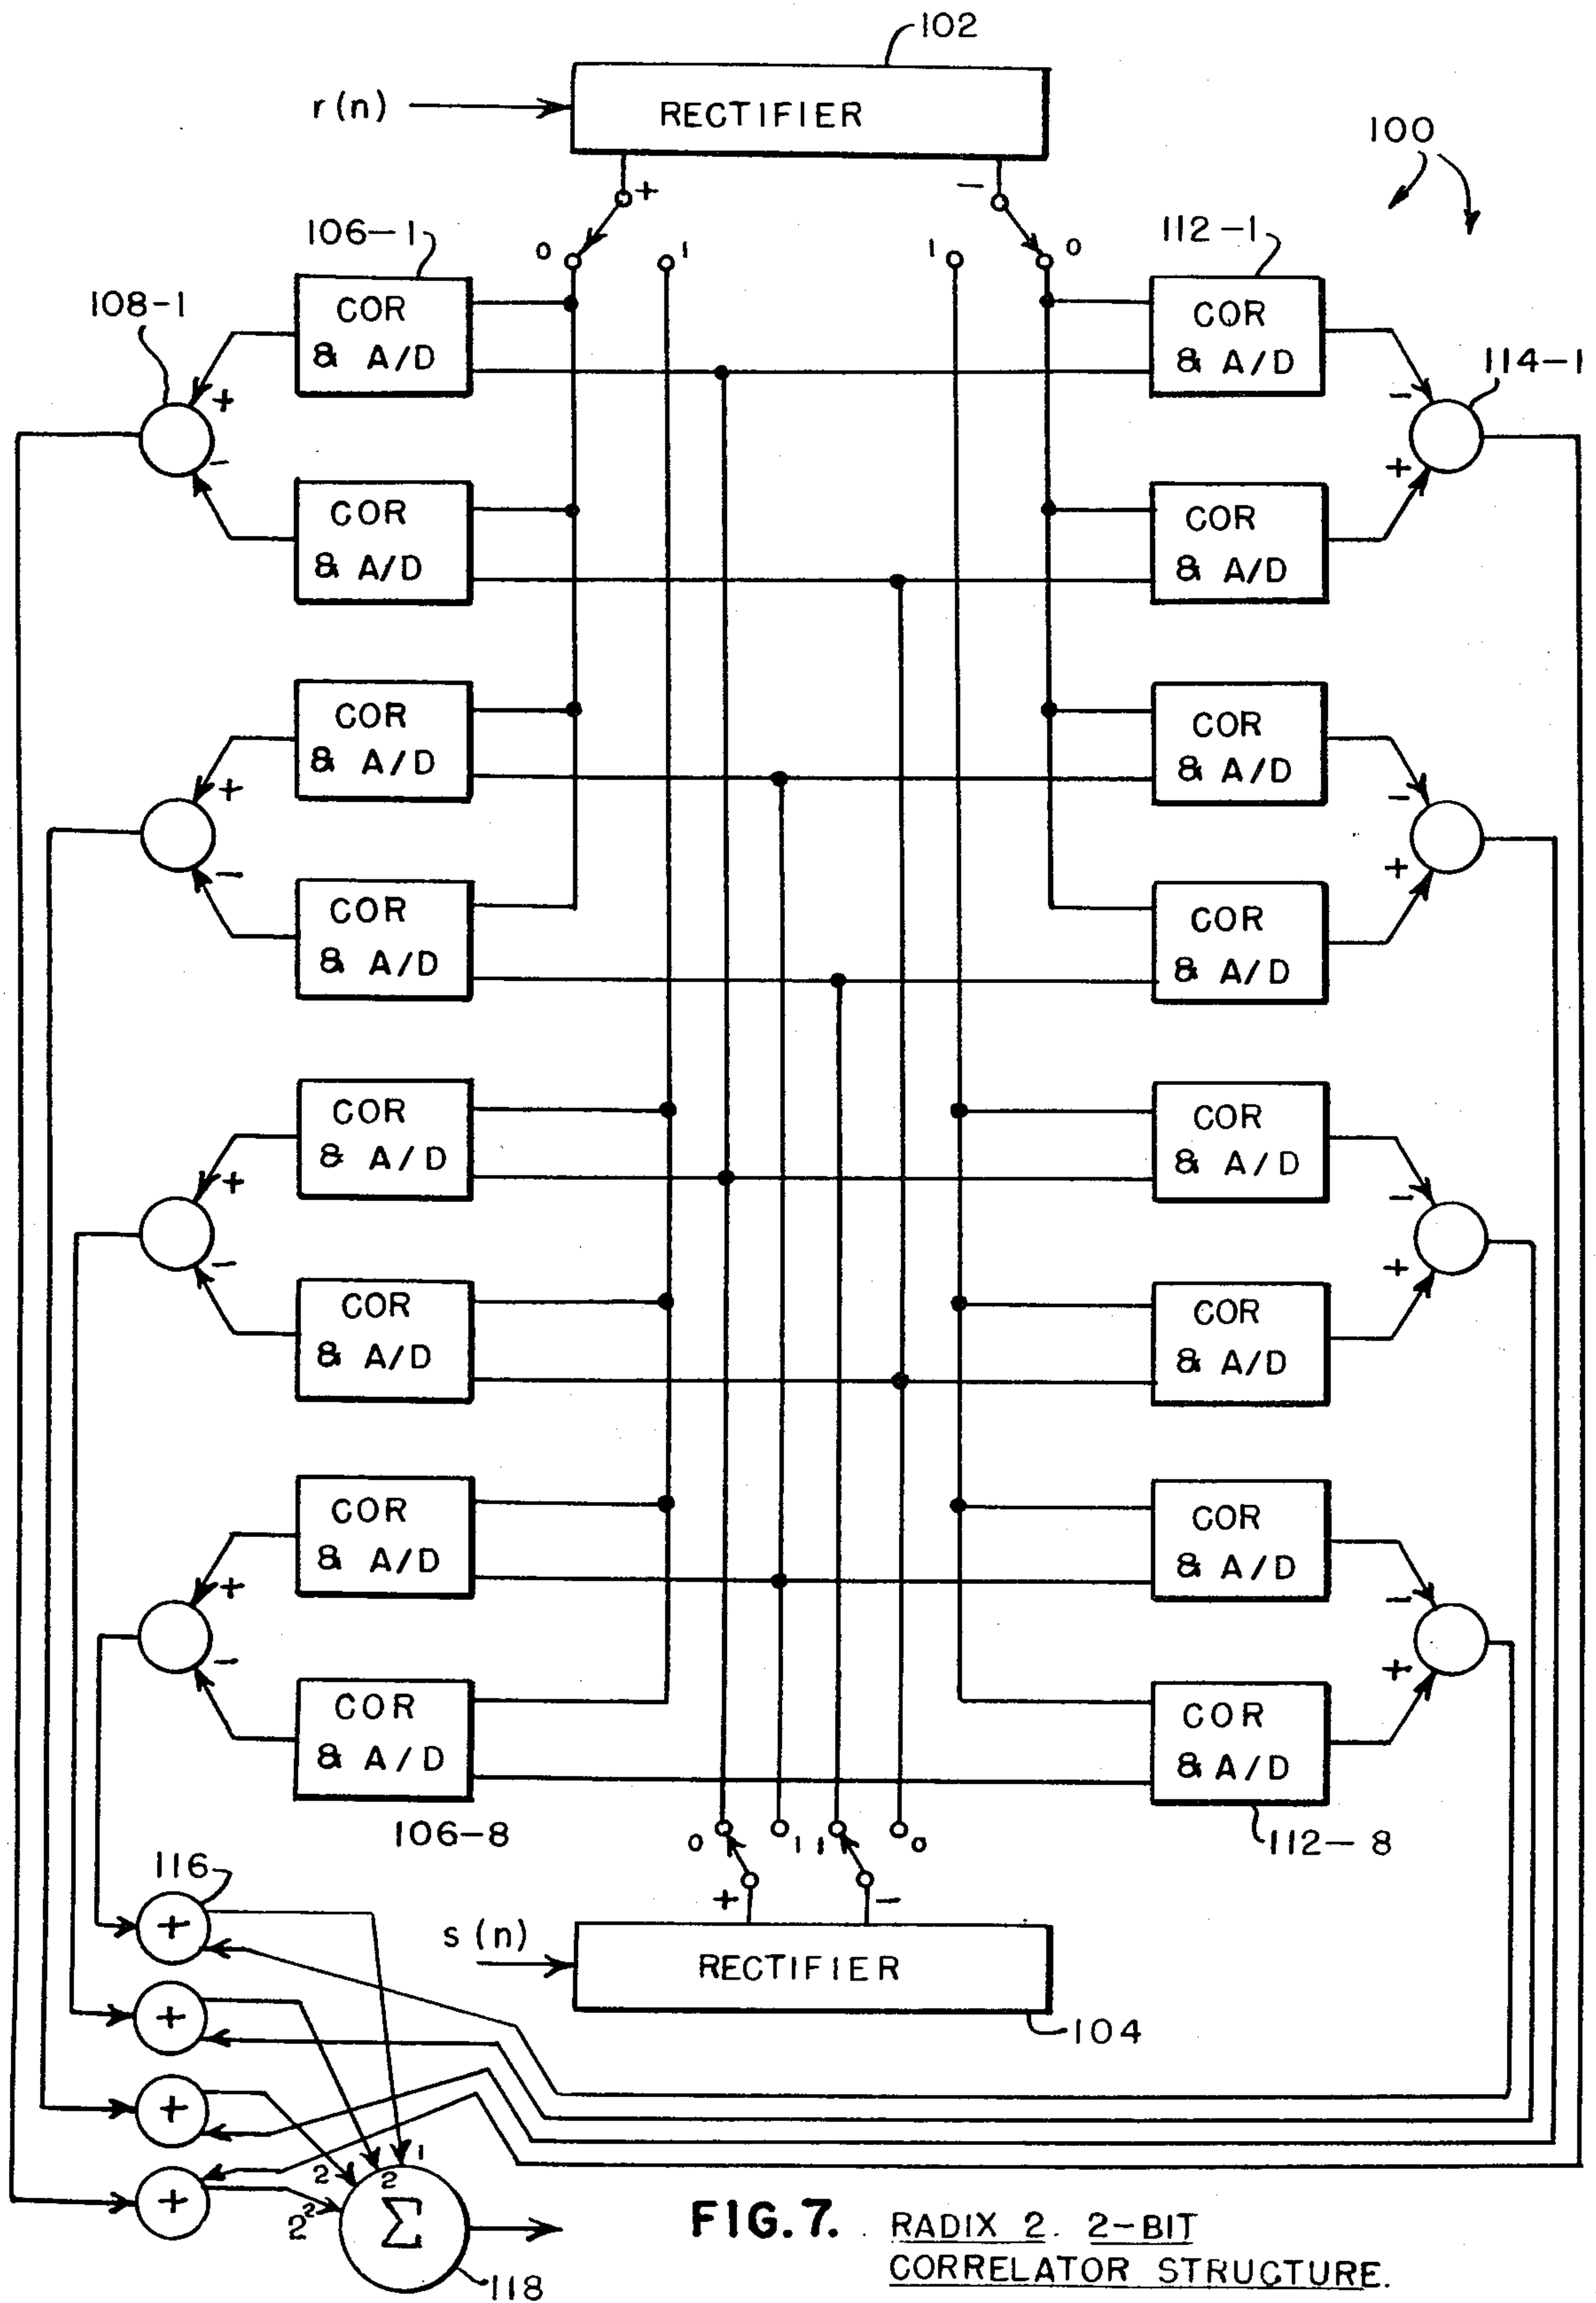 102
r(n)
RECTIFIER
100
+
−
106-1
0
1
1
0
112-1
108-1
COR
& A/D
COR
& A/D
114-1
+
−
−
+
COR
& A/D
COR
& A/D
COR
& A/D
COR
& A/D
+
−
−
+
COR
& A/D
COR
& A/D
COR
& A/D
COR
& A/D
+
−
−
+
COR
& A/D
COR
& A/D
COR
& A/D
COR
& A/D
+
−
−
+
COR
& A/D
COR
& A/D
106-8
0
1
1
0
112-8
116
+
−
+
s(n)
RECTIFIER
+
104
+
1
2
2
+
2²
Σ
FIG.7. RADIX 2. 2-BIT
CORRELATOR STRUCTURE.
118